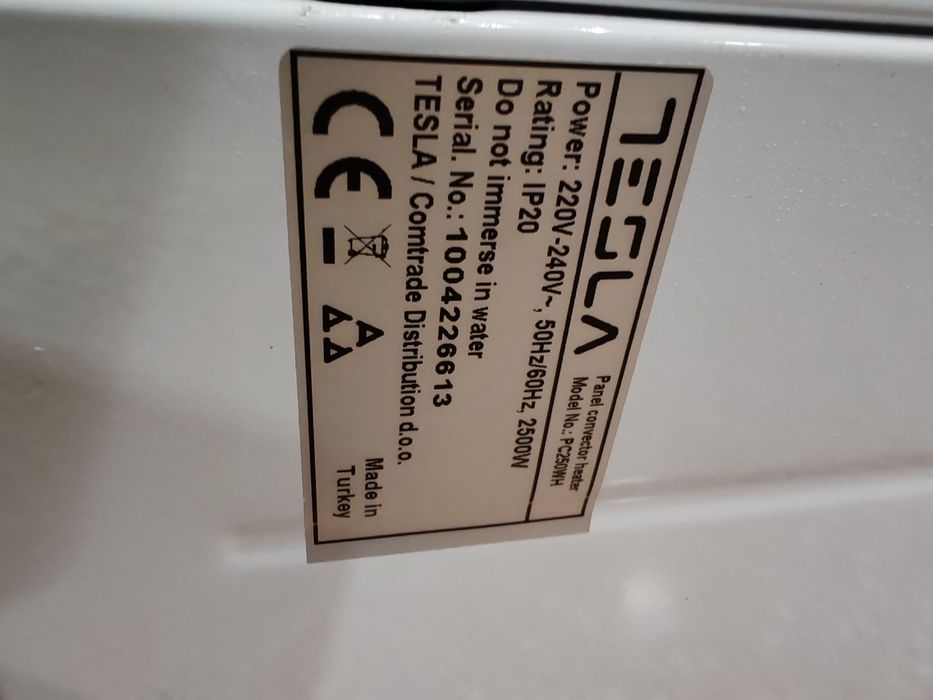 TESLA
Panel convector heater
Model No.: PC250WH
Power: 220V-240V~, 50Hz/60Hz, 2500W
Rating: IP20
Do not immerse in water
Serial. No.: 1004226613
TESLA / Comtrade Distribution d.o.o.
CE
Made in
Turkey